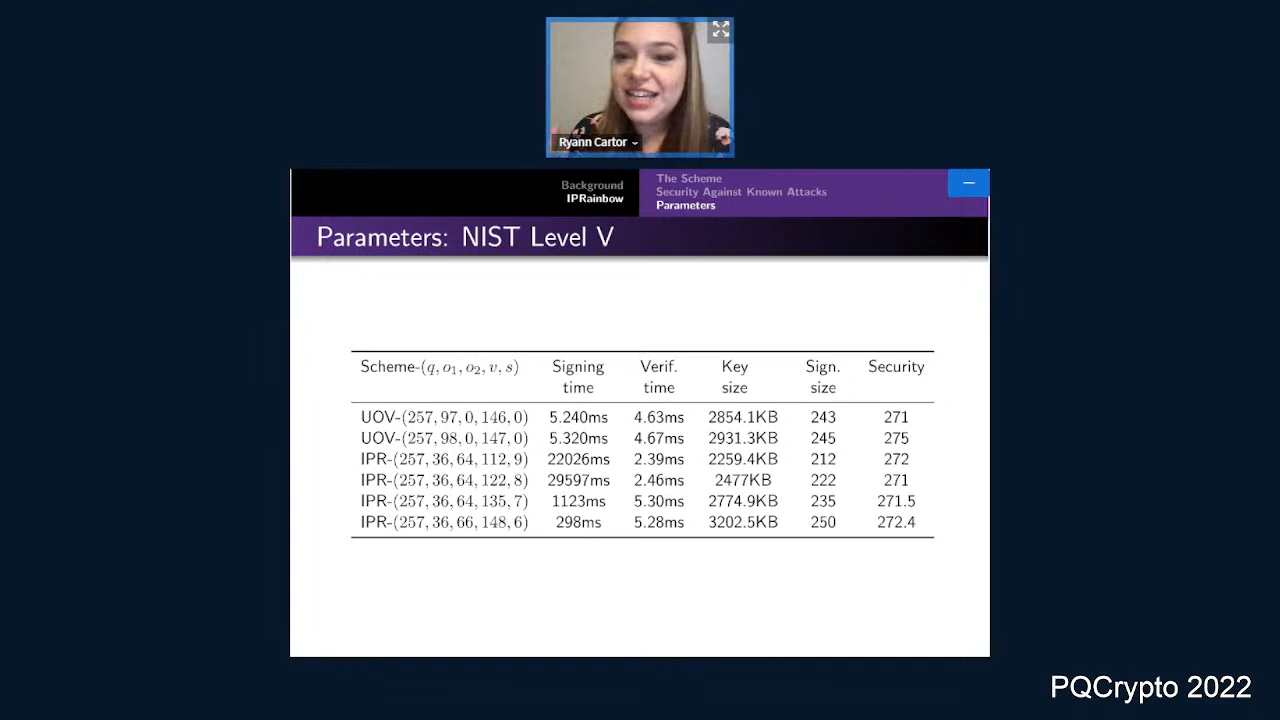 Ryann Cartor
Background
IPRainbow
The Scheme
Security Against Known Attacks
Parameters
Parameters: NIST Level V
Scheme-(q, o₁, o₂, v, s) Signing time Verif. time Key size Sign. size Security
UOV-(257, 97, 0, 146, 0) 5.240ms 4.63ms 2854.1KB 243 271
UOV-(257, 98, 0, 147, 0) 5.320ms 4.67ms 2931.3KB 245 275
IPR-(257, 36, 64, 112, 9) 22026ms 2.39ms 2259.4KB 212 272
IPR-(257, 36, 64, 122, 8) 29597ms 2.46ms 2477KB 222 271
IPR-(257, 36, 64, 135, 7) 1123ms 5.30ms 2774.9KB 235 271.5
IPR-(257, 36, 66, 148, 6) 298ms 5.28ms 3202.5KB 250 272.4
PQCrypto 2022